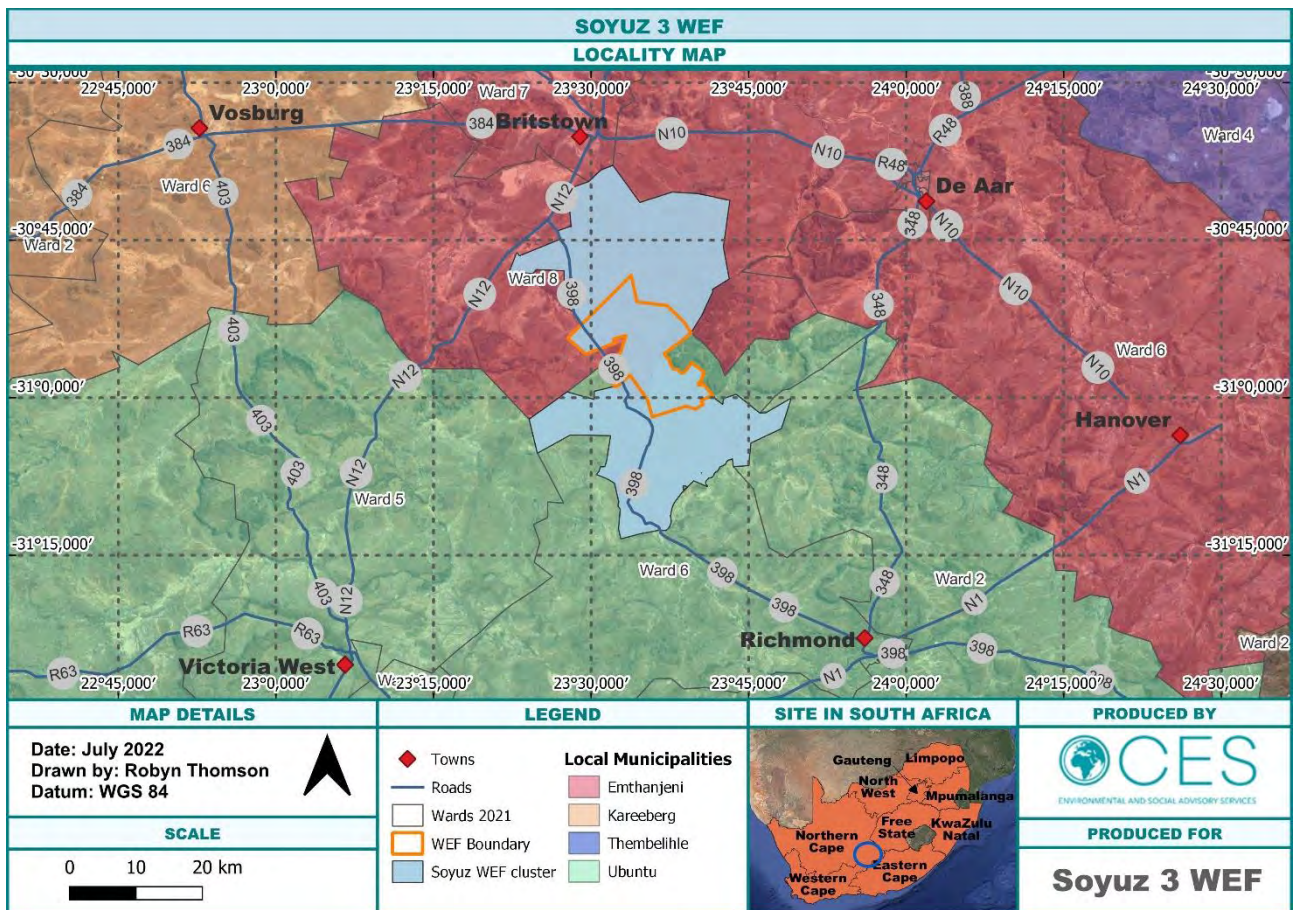 SOYUZ 3 WEF
LOCALITY MAP
-30°30,000'
22°45,000'
23°0,000'
23°15,000'
23°30,000'
23°45,000'
24°0,000'
24°15,000'
24°30,000'
-30°30,000'
Ward 7
388
Vosburg
384
384
Britstown
N10
R48
Ward 4
384
N10
R48
403
Ward 6
De Aar
384
N12
348
N10
Ward 2
-30°45,000'
-30°45,000'
Ward 8
398
N12
N10
348
403
Ward 6
398
N12
N10
-31°0,000'
-31°0,000'
403
Hanover
403
N12
398
348
N1
Ward 5
-31°15,000'
-31°15,000'
Ward 6
398
348
Ward 2
403
N12
398
N1
R63
R63
Richmond
398
Ward 2
R63
Victoria West
N1
398
22°45,000'
23°0,000'
23°15,000'
23°30,000'
23°45,000'
24°0,000'
24°15,000'
24°30,000'
MAP DETAILS
Date: July 2022
Drawn by: Robyn Thomson
Datum: WGS 84
SCALE
0 10 20 km
LEGEND
Towns
Roads
Wards 2021
WEF Boundary
Soyuz WEF cluster
Local Municipalities
Emthanjeni
Kareeberg
Thembelihle
Ubuntu
SITE IN SOUTH AFRICA
Gauteng
Limpopo
North West
Mpumalanga
Free State
KwaZulu Natal
Northern Cape
Eastern Cape
Western Cape
PRODUCED BY
CES
ENVIRONMENTAL AND SOCIAL ADVISORY SERVICES
PRODUCED FOR
Soyuz 3 WEF